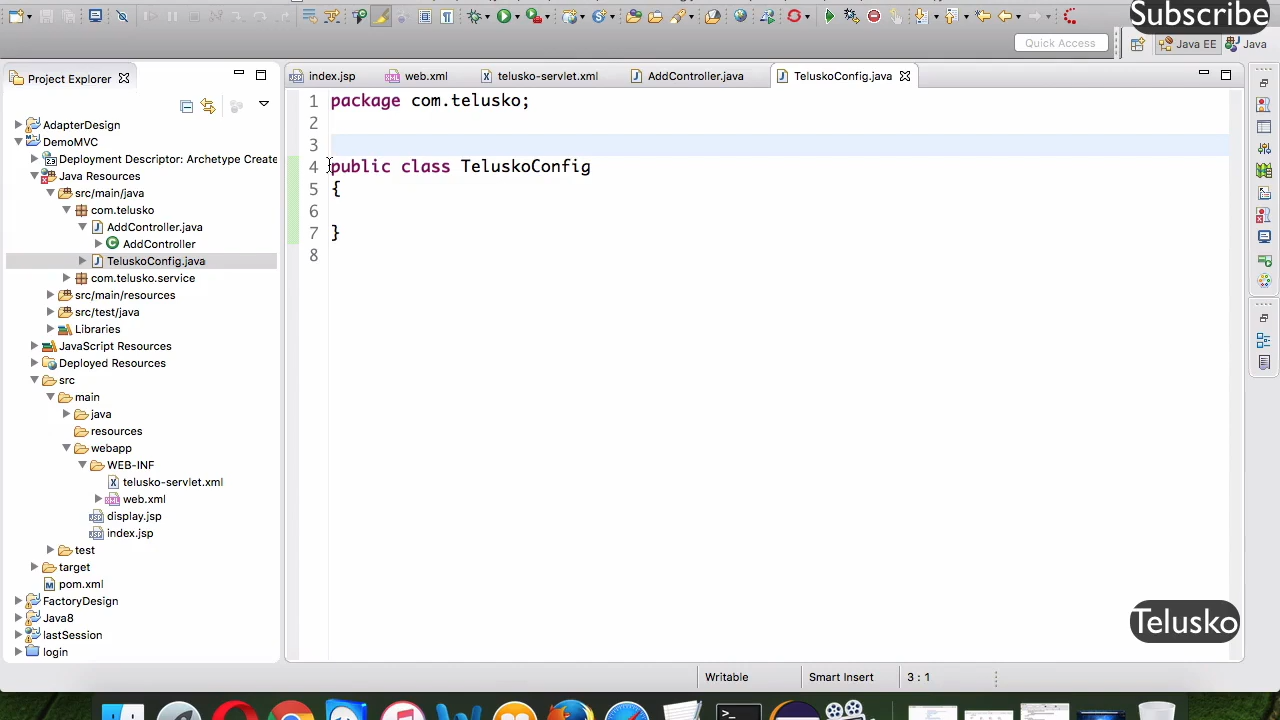 Subscribe
Quick Access
Java EE
Java
Project Explorer
index.jsp
web.xml
telusko-servlet.xml
AddController.java
TeluskoConfig.java
AdapterDesign
DemoMVC
Deployment Descriptor: Archetype Create
Java Resources
src/main/java
com.telusko
AddController.java
AddController
TeluskoConfig.java
com.telusko.service
src/main/resources
src/test/java
Libraries
JavaScript Resources
Deployed Resources
src
main
java
resources
webapp
WEB-INF
telusko-servlet.xml
web.xml
display.jsp
index.jsp
test
target
pom.xml
FactoryDesign
Java8
lastSession
login
1 package com.telusko;
2
3
4 public class TeluskoConfig
5 {
6
7 }
8
Telusko
Writable
Smart Insert
3 : 1